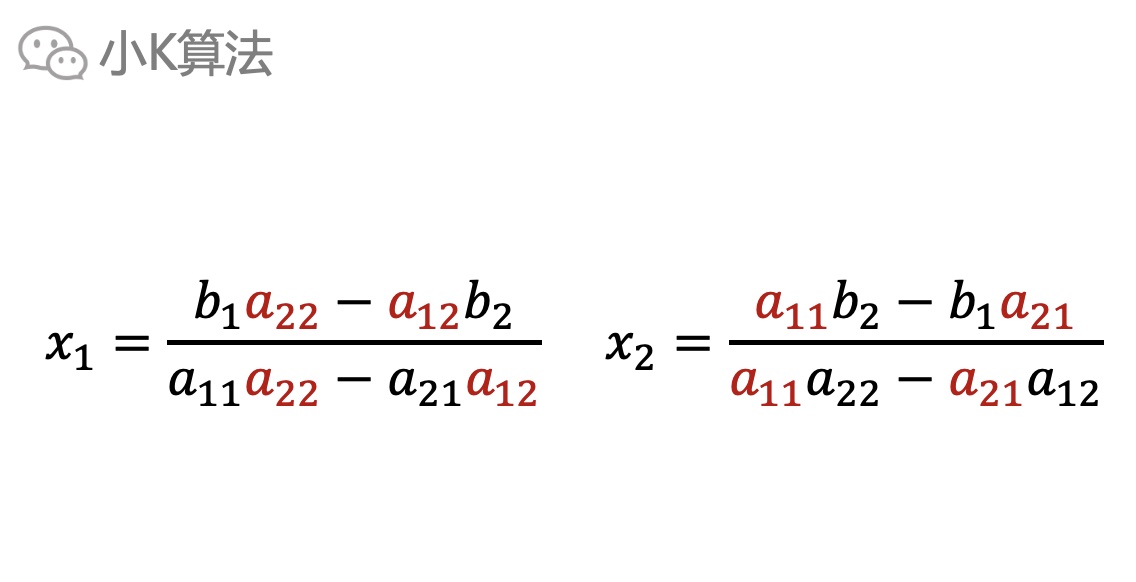 小K算法
x₁ = (b₁a₂₂ − a₁₂b₂) / (a₁₁a₂₂ − a₂₁a₁₂)
x₂ = (a₁₁b₂ − b₁a₂₁) / (a₁₁a₂₂ − a₂₁a₁₂)